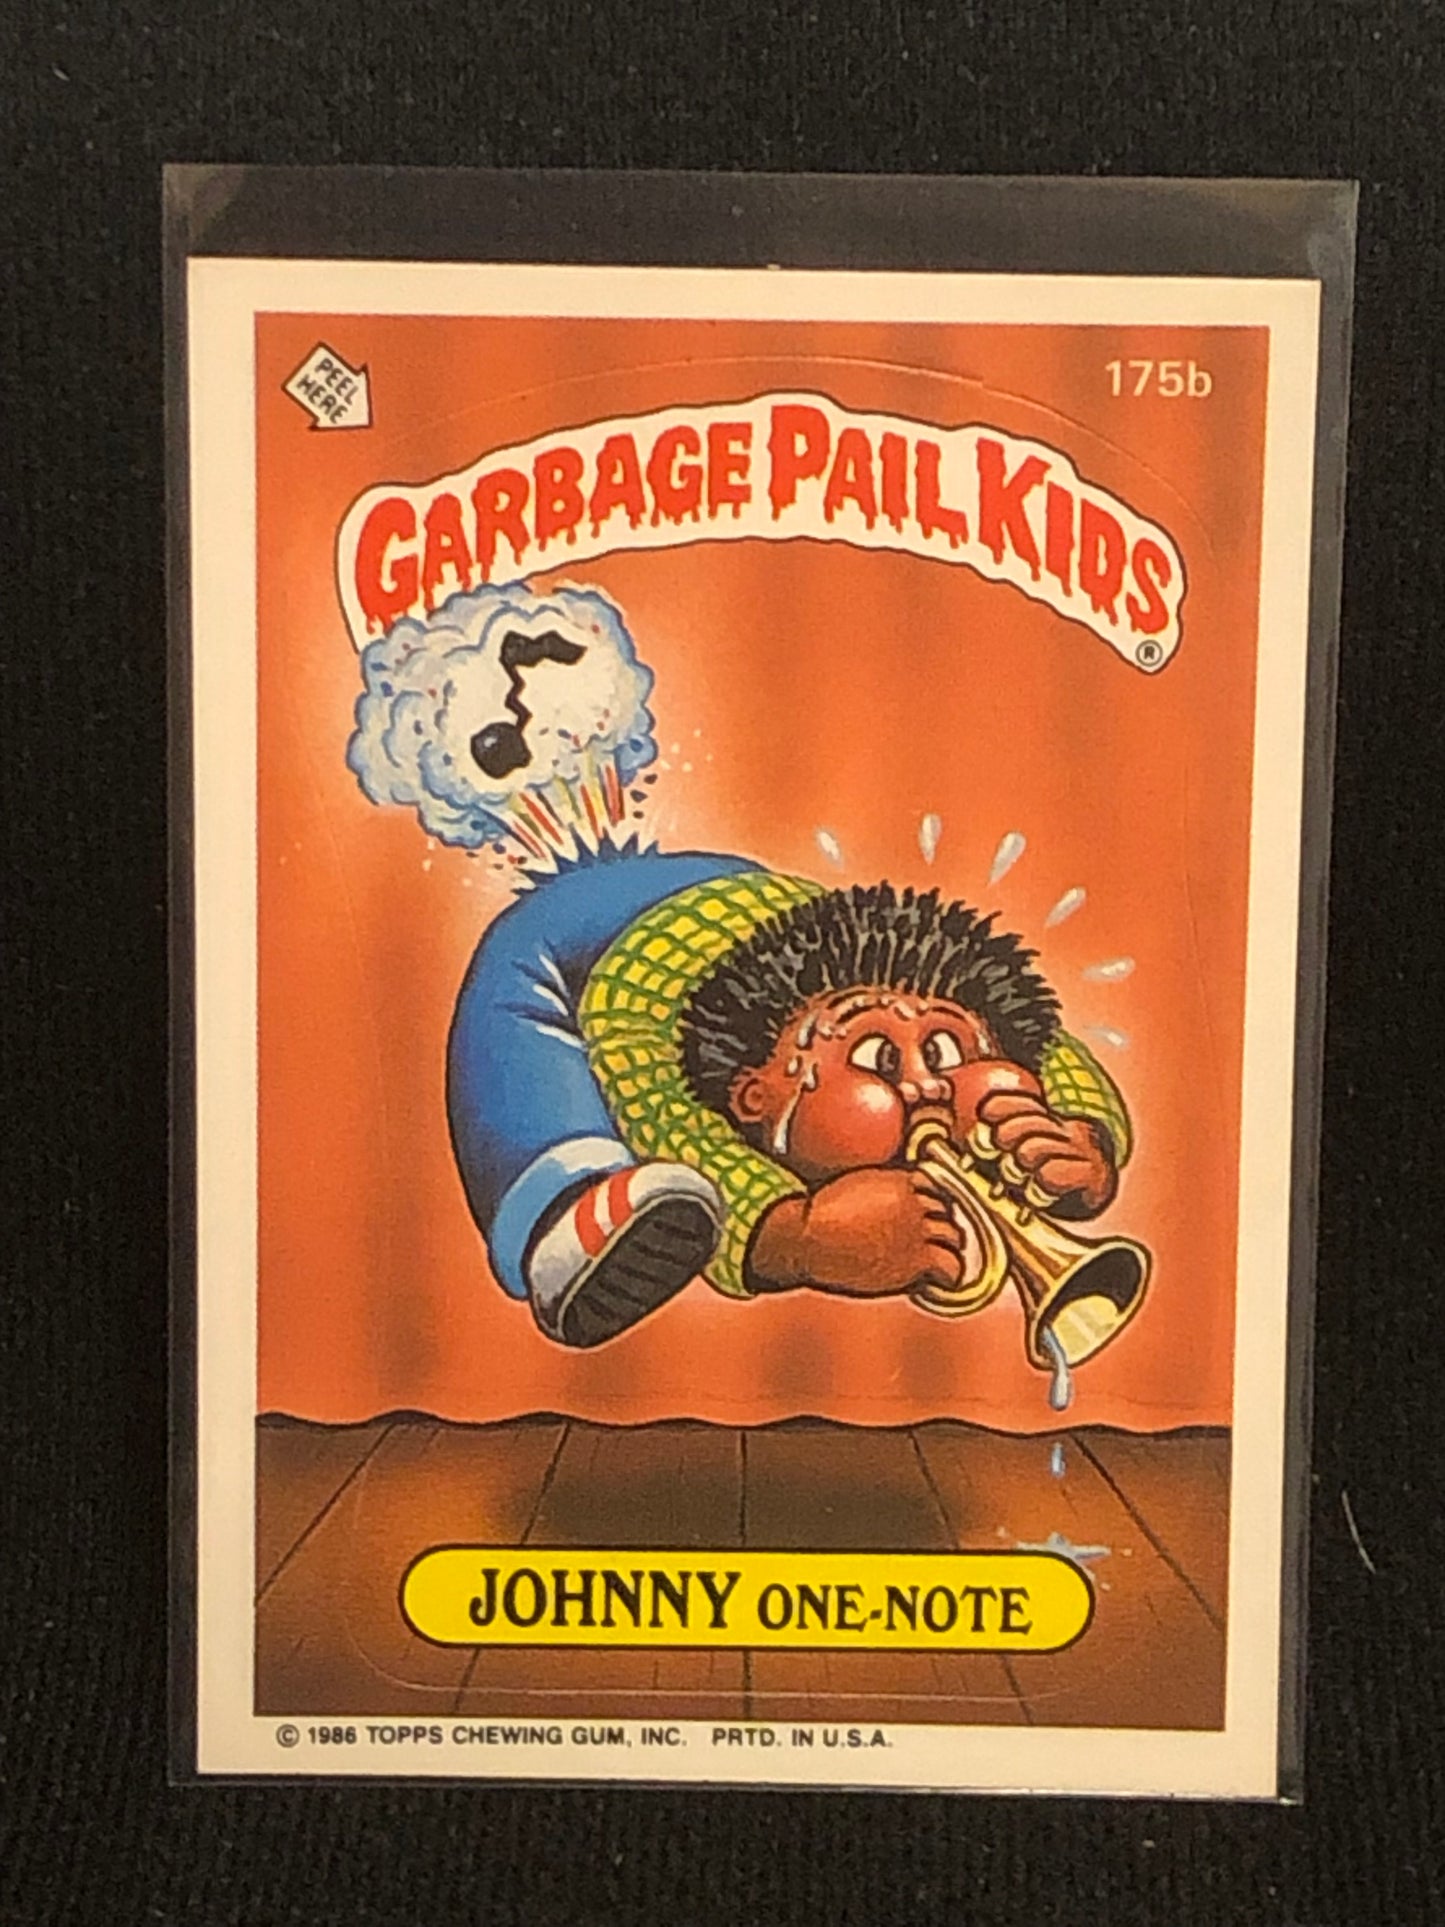 PEEL
HERE
175b
GARBAGE PAIL KIDS
®
JOHNNY ONE-NOTE
© 1986 TOPPS CHEWING GUM, INC. PRTD. IN U.S.A.